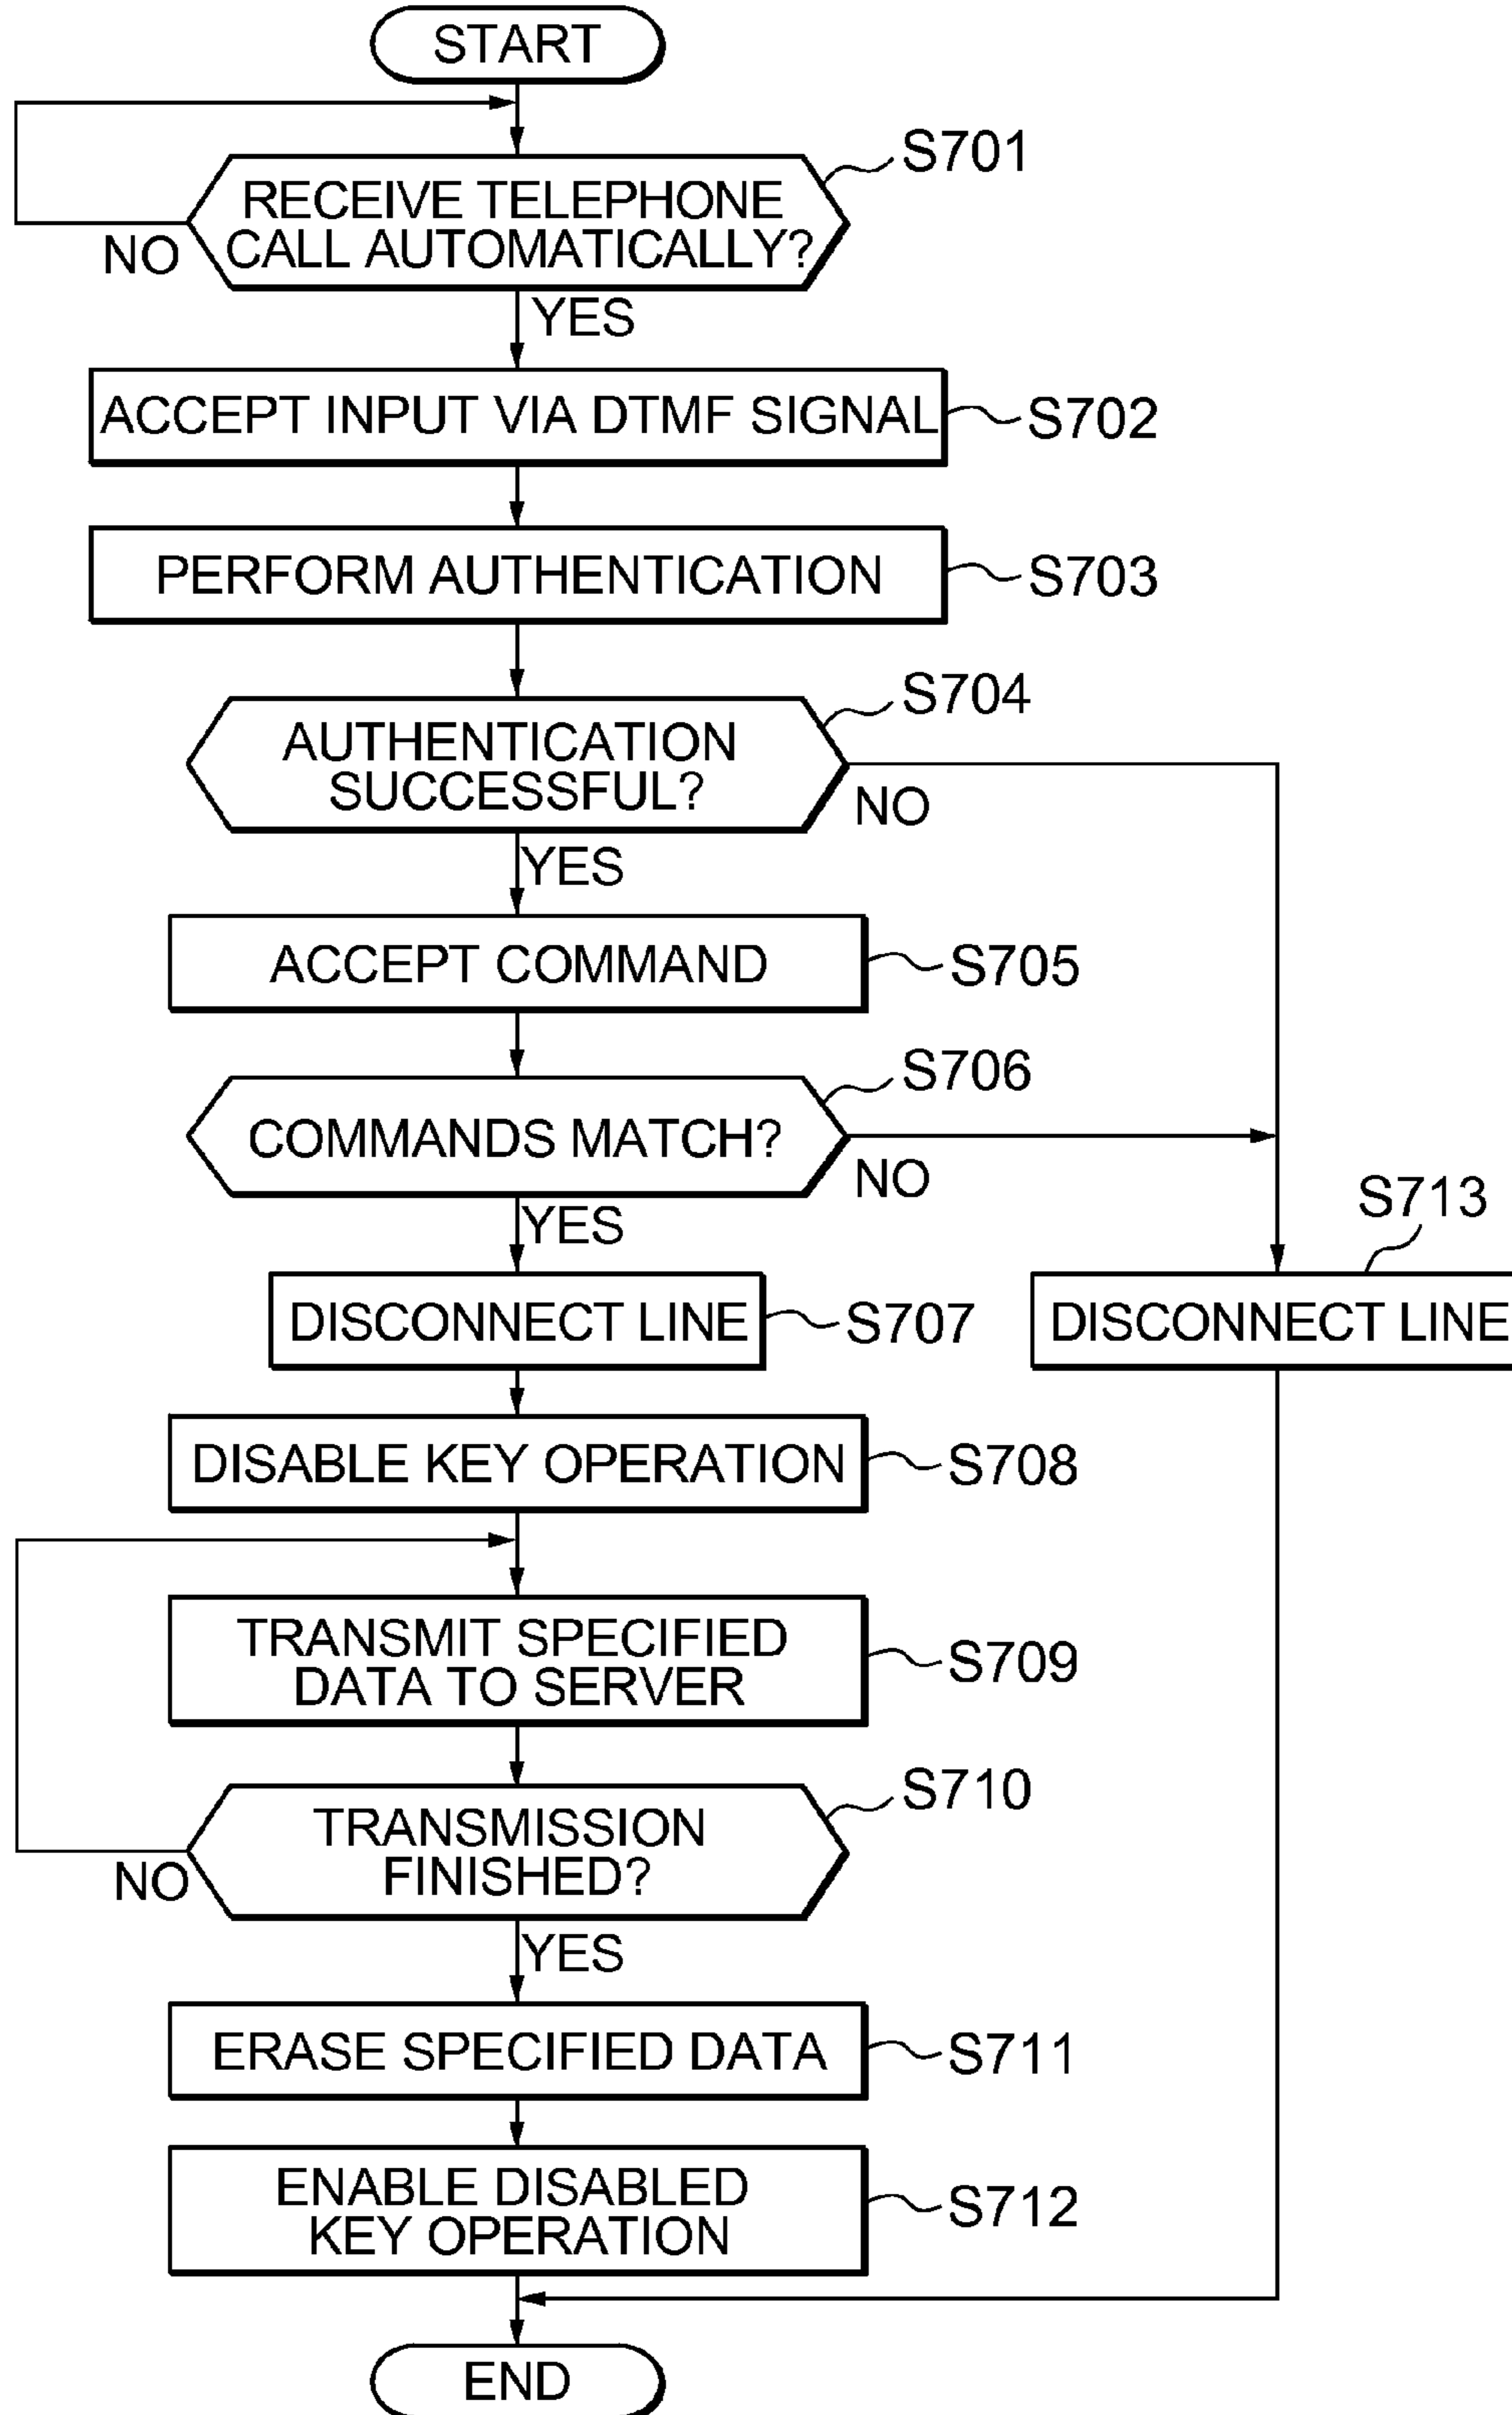 START
S701
RECEIVE TELEPHONE
CALL AUTOMATICALLY?
NO
YES
ACCEPT INPUT VIA DTMF SIGNAL
S702
PERFORM AUTHENTICATION
S703
S704
AUTHENTICATION
SUCCESSFUL?
NO
YES
ACCEPT COMMAND
S705
S706
COMMANDS MATCH?
NO
YES
S713
DISCONNECT LINE
S707
DISCONNECT LINE
DISABLE KEY OPERATION
S708
TRANSMIT SPECIFIED
DATA TO SERVER
S709
S710
TRANSMISSION
FINISHED?
NO
YES
ERASE SPECIFIED DATA
S711
ENABLE DISABLED
KEY OPERATION
S712
END